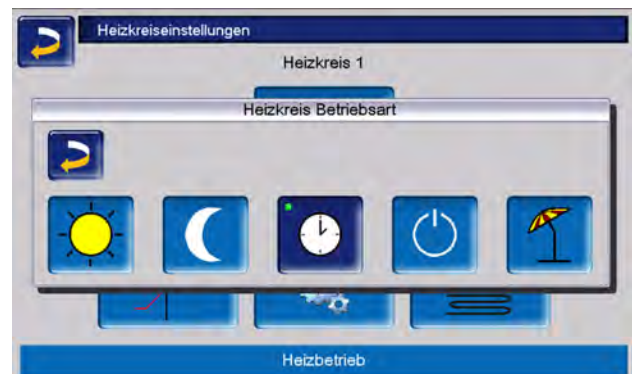 Heizkreiseinstellungen
Heizkreis 1
Heizkreis Betriebsart
Heizbetrieb